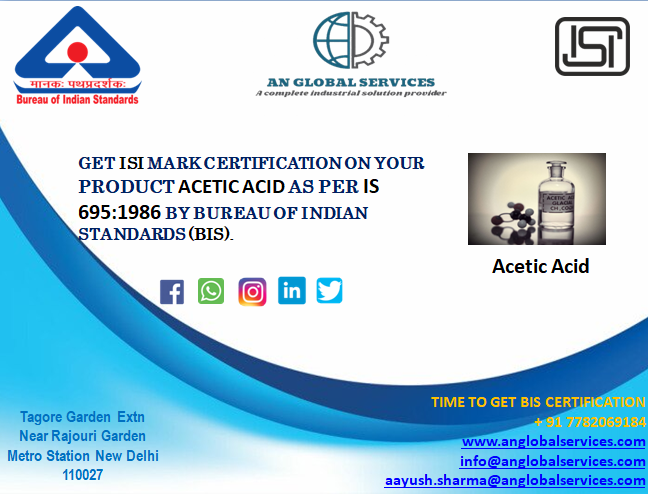 मानकः पथप्रदर्शकः
Bureau of Indian Standards
AN GLOBAL SERVICES
A complete industrial solution provider
ISI
GET ISI MARK CERTIFICATION ON YOUR
PRODUCT ACETIC ACID AS PER IS
695:1986 BY BUREAU OF INDIAN
STANDARDS (BIS).
ACETIC
GLACIAL
Acetic Acid
Tagore Garden Extn
Near Rajouri Garden
Metro Station New Delhi
110027
TIME TO GET BIS CERTIFICATION
+ 91 7782069184
www.anglobalservices.com
info@anglobalservices.com
aayush.sharma@anglobalservices.com